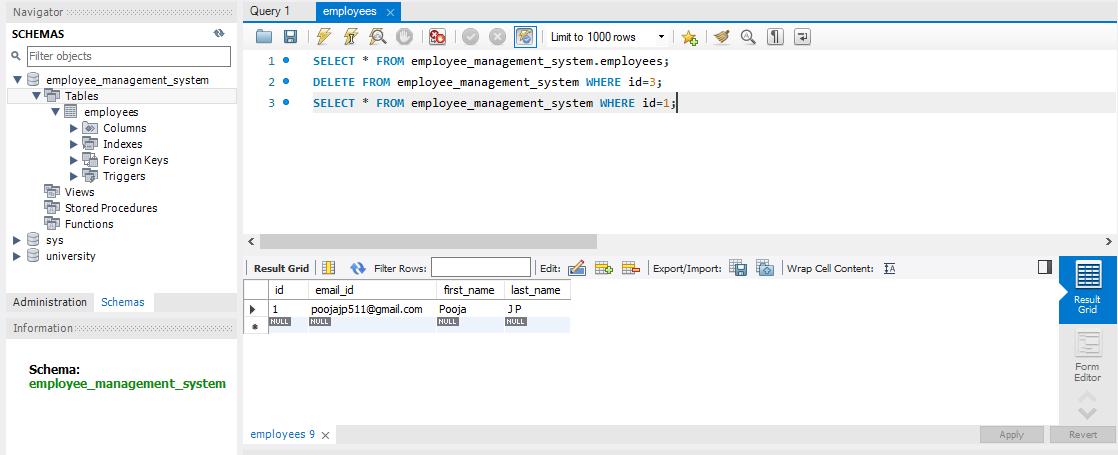 Navigator
SCHEMAS
Filter objects
employee_management_system
Tables
employees
Columns
Indexes
Foreign Keys
Triggers
Views
Stored Procedures
Functions
sys
university
Administration Schemas
Information
Schema:
employee_management_system
Query 1 employees
Limit to 1000 rows
1 SELECT * FROM employee_management_system.employees;
2 DELETE FROM employee_management_system WHERE id=3;
3 SELECT * FROM employee_management_system WHERE id=1;
Result Grid Filter Rows: Edit: Export/Import: Wrap Cell Content:
id email_id first_name last_name
1 poojajp511@gmail.com Pooja J P
NULL NULL NULL NULL
Result
Grid
Form
Editor
employees 9
Apply Revert